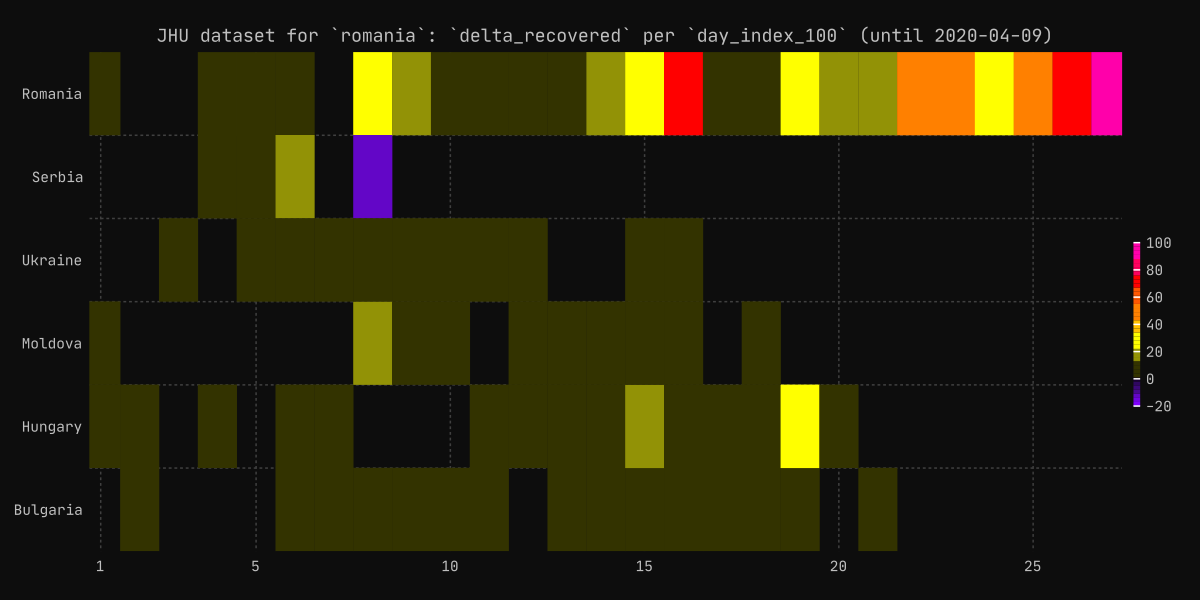 JHU dataset for `romania`: `delta_recovered` per `day_index_100` (until 2020-04-09)
Romania
Serbia
Ukraine
Moldova
Hungary
Bulgaria
1 5 10 15 20 25
100
80
60
40
20
0
−20